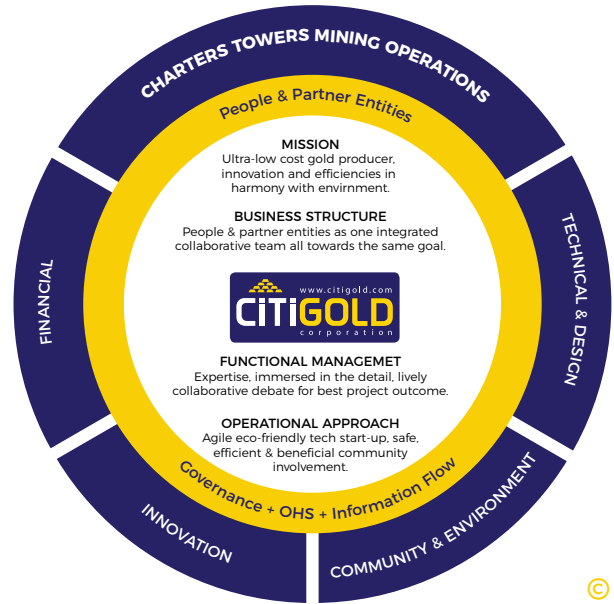 CHARTERS TOWERS MINING OPERATIONS
People & Partner Entities
MISSION
Ultra-low cost gold producer,
innovation and efficiencies in
harmony with envirnment.
BUSINESS STRUCTURE
People & partner entities as one integrated
collaborative team all towards the same goal.
FINANCIAL
TECHNICAL & DESIGN
www.citigold.com
CiTiGOLD
corporation
FUNCTIONAL MANAGEMET
Expertise, immersed in the detail, lively
collaborative debate for best project outcome.
OPERATIONAL APPROACH
Agile eco-friendly tech start-up, safe,
efficient & beneficial community
involvement.
Governance + OHS + Information Flow
INNOVATION
COMMUNITY & ENVIRONMENT
©